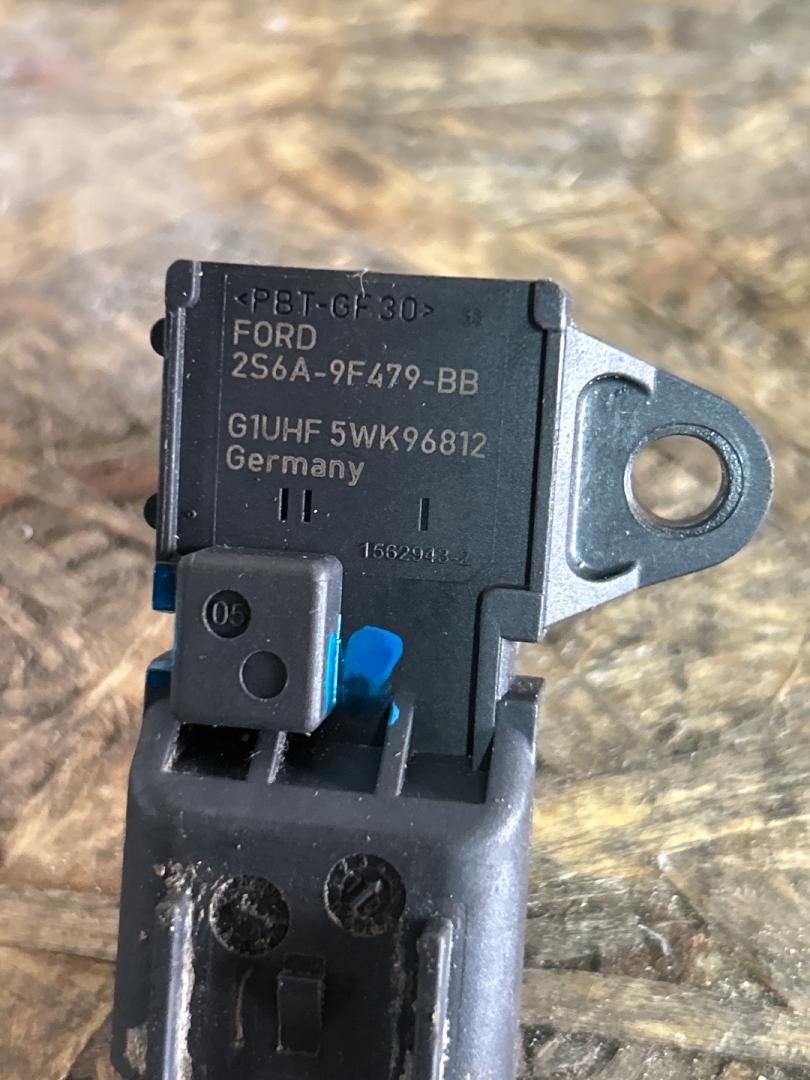 <PBT-GF30>
FORD
2S6A-9F479-BB
G1UHF 5WK96812
Germany
1562943-2
05